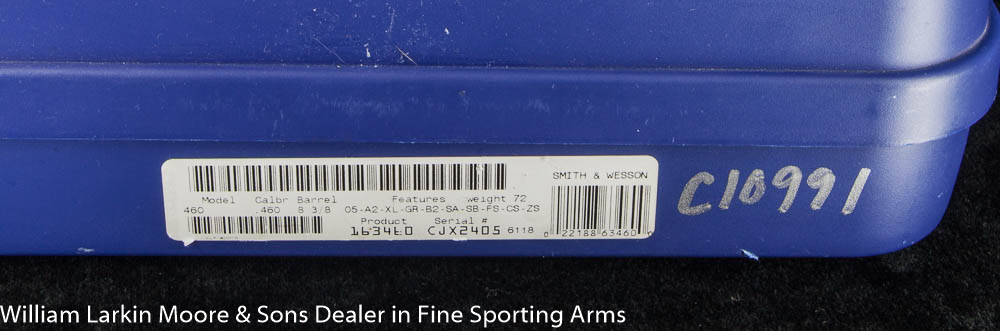 SMITH & WESSON
C10991
Model Calbr Barrel Features weight 72
460 .460 8 3/8 05-A2-XL-GR-B2-SA-SB-FS-CS-ZS
Product Serial #
163460 CJX2405 6118
0 22188 63460 0
William Larkin Moore & Sons Dealer in Fine Sporting Arms